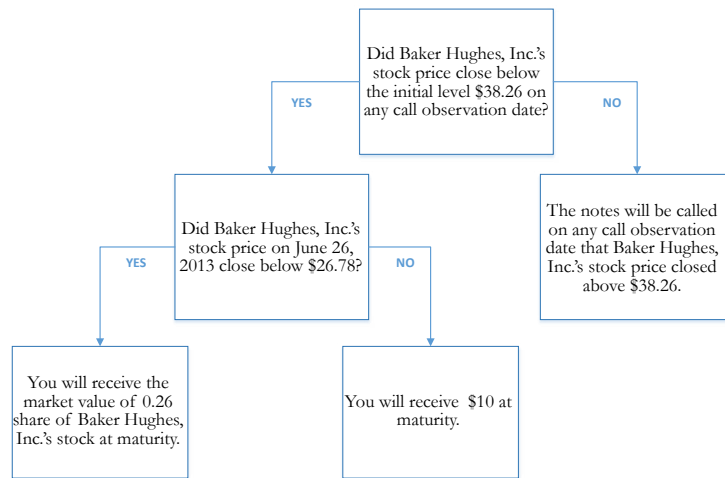 Did Baker Hughes, Inc.'s
stock price close below
the initial level $38.26 on
any call observation date?
YES
NO
Did Baker Hughes, Inc.'s
stock price on June 26,
2013 close below $26.78?
The notes will be called
on any call observation
date that Baker Hughes,
Inc.'s stock price closed
above $38.26.
YES
NO
You will receive the
market value of 0.26
share of Baker Hughes,
Inc.'s stock at maturity.
You will receive $10 at
maturity.